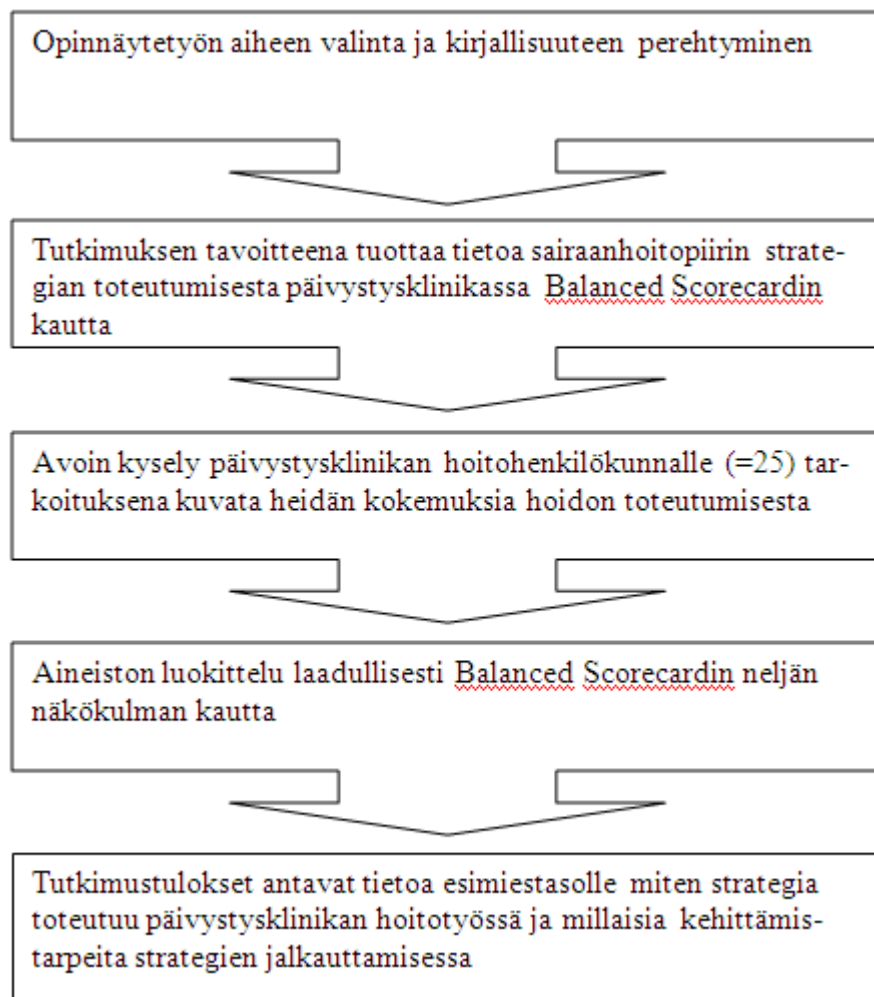 Opinnäytetyön aiheen valinta ja kirjallisuuteen perehtyminen
Tutkimuksen tavoitteena tuottaa tietoa sairaanhoitopiirin strate-
gian toteutumisesta päivystysklinikassa Balanced Scorecardin
kautta
Avoin kysely päivystysklinikan hoitohenkilökunnalle (=25) tar-
koituksena kuvata heidän kokemuksia hoidon toteutumisesta
Aineiston luokittelu laadullisesti Balanced Scorecardin neljän
näkökulman kautta
Tutkimustulokset antavat tietoa esimiestasolle miten strategia
toteutuu päivystysklinikan hoitotyössä ja millaisia kehittämis-
tarpeita strategien jalkauttamisessa